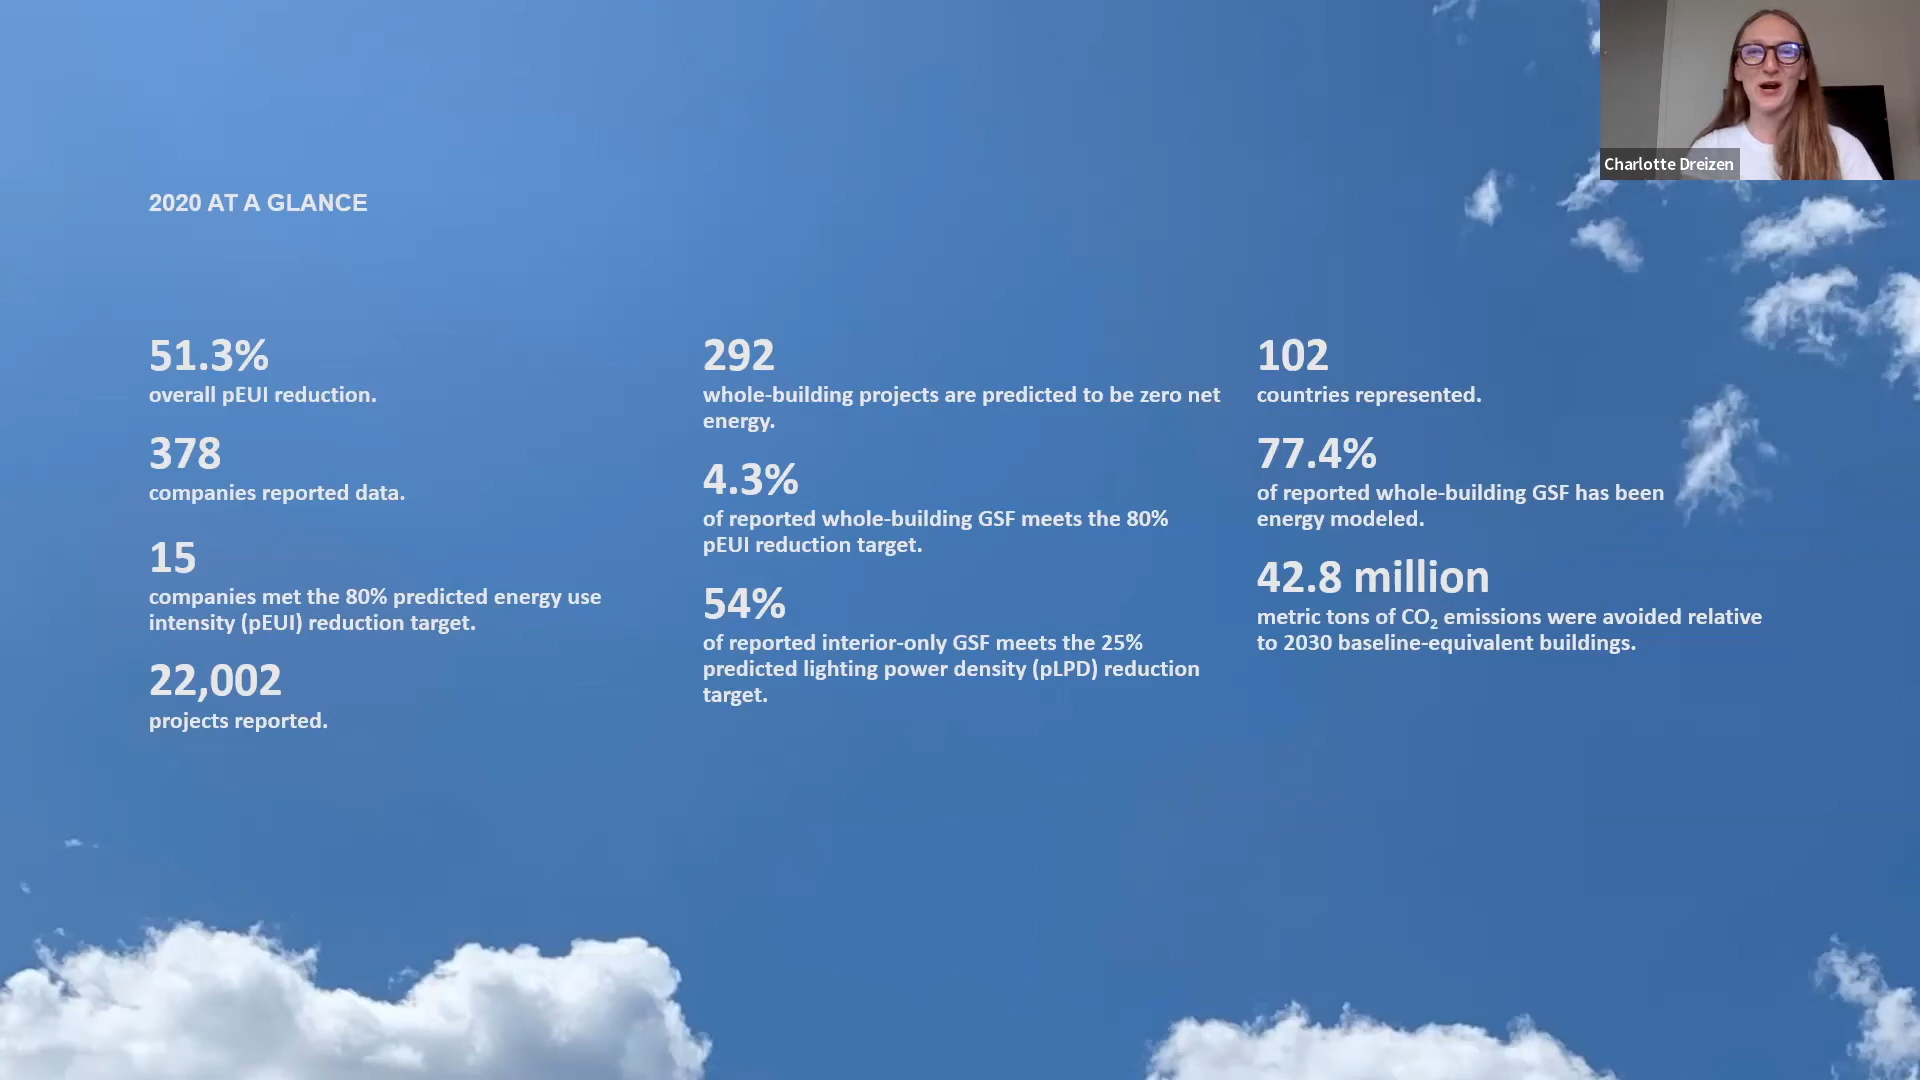 Charlotte Dreizen
2020 AT A GLANCE
51.3%
overall pEUI reduction.
378
companies reported data.
15
companies met the 80% predicted energy use
intensity (pEUI) reduction target.
22,002
projects reported.
292
whole-building projects are predicted to be zero net
energy.
4.3%
of reported whole-building GSF meets the 80%
pEUI reduction target.
54%
of reported interior-only GSF meets the 25%
predicted lighting power density (pLPD) reduction
target.
102
countries represented.
77.4%
of reported whole-building GSF has been
energy modeled.
42.8 million
metric tons of CO₂ emissions were avoided relative
to 2030 baseline-equivalent buildings.